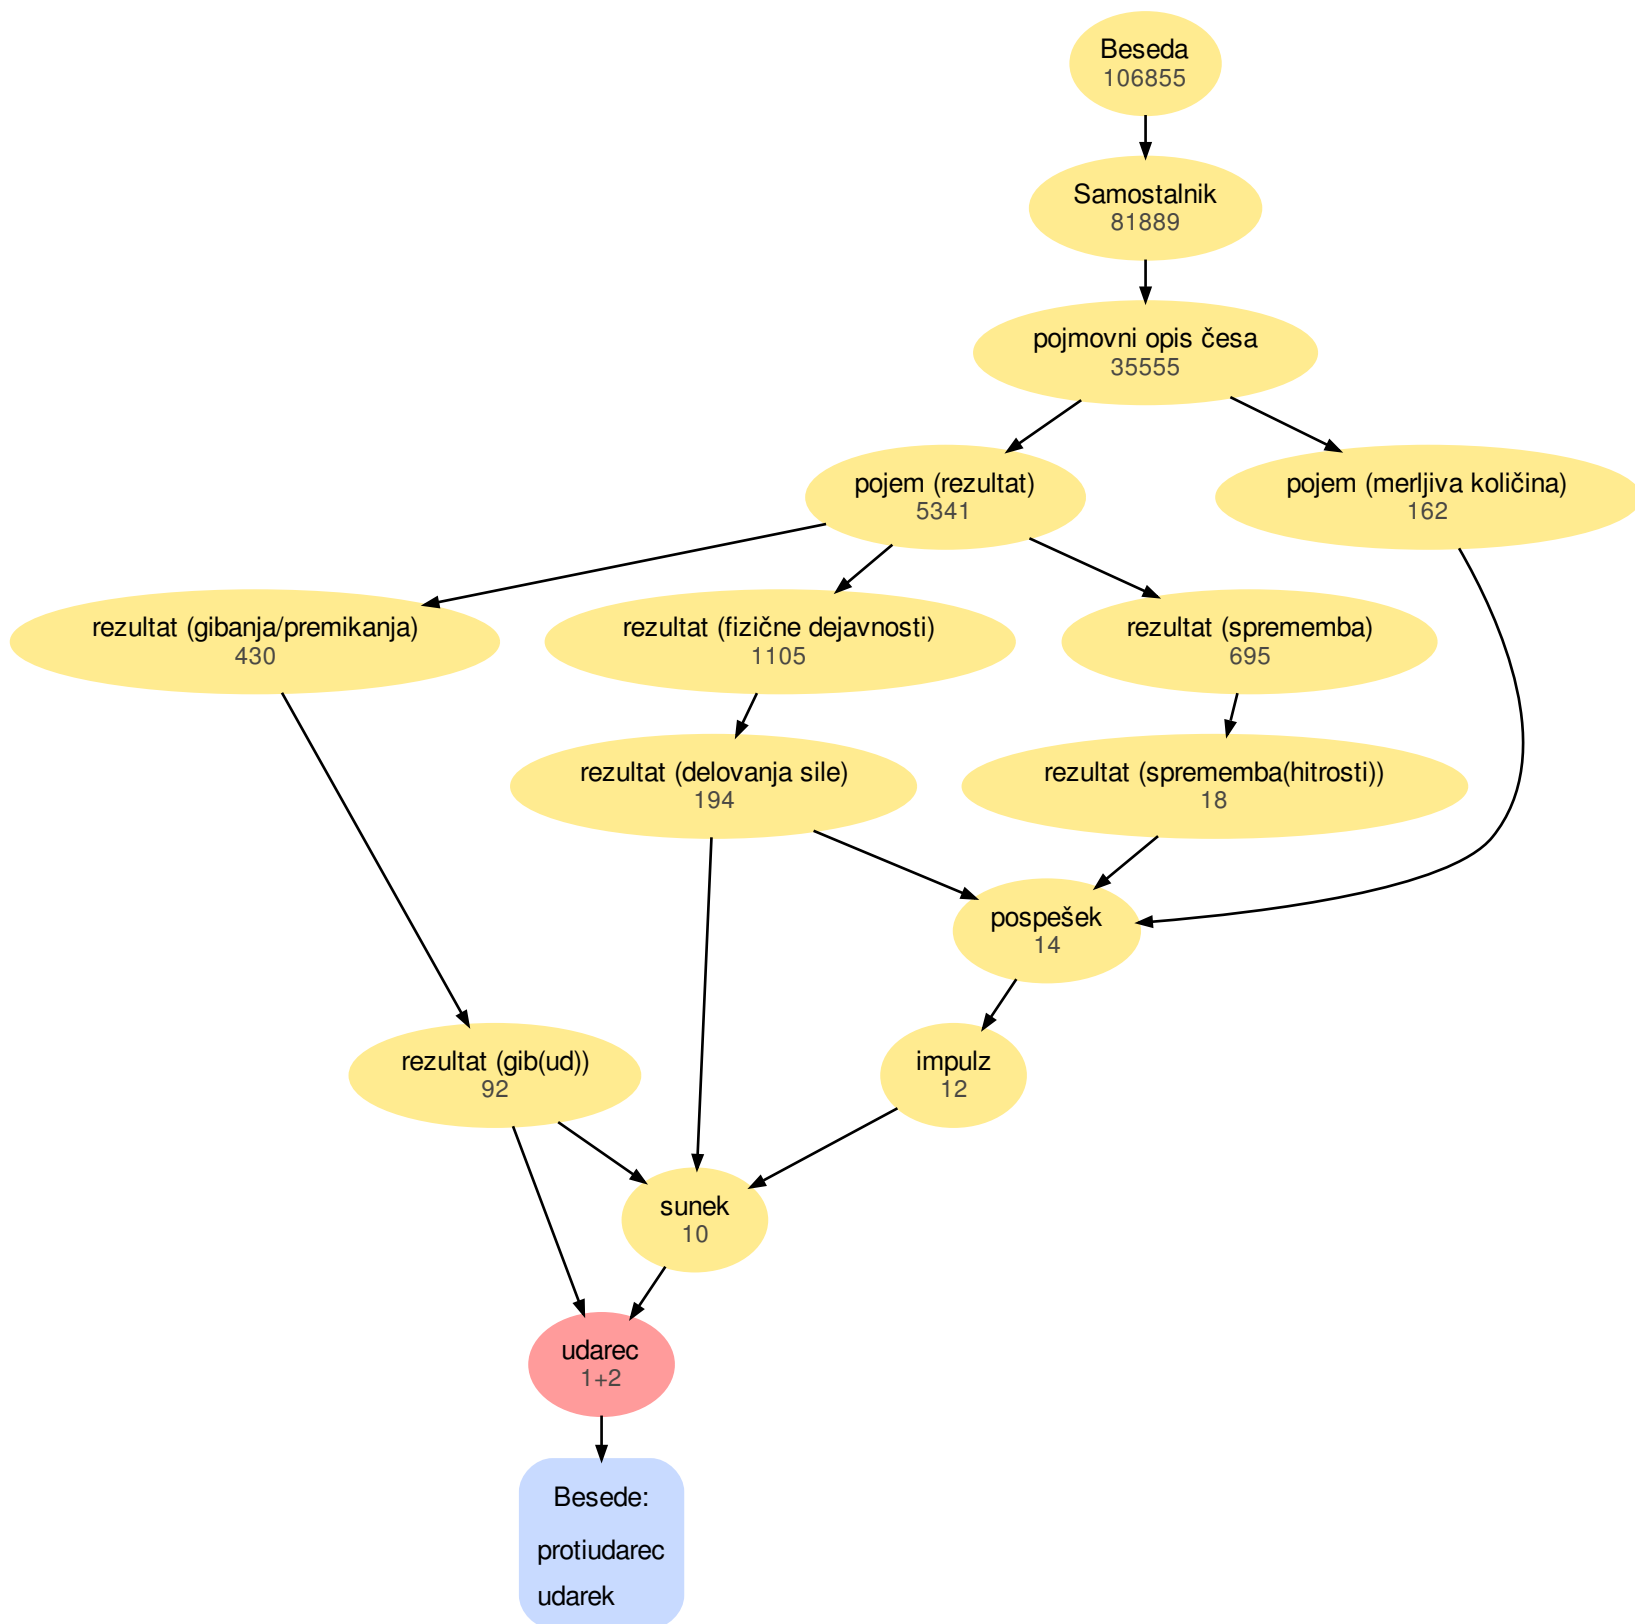 Beseda
106855
Samostalnik
81889
pojmovni opis česa
35555
pojem (rezultat)
5341
pojem (merljiva količina)
162
rezultat (gibanja/premikanja)
430
rezultat (fizične dejavnosti)
1105
rezultat (sprememba)
695
rezultat (delovanja sile)
194
rezultat (sprememba(hitrosti))
18
pospešek
14
rezultat (gib(ud))
92
impulz
12
sunek
10
udarec
1+2
Besede:
protiudarec
udarek